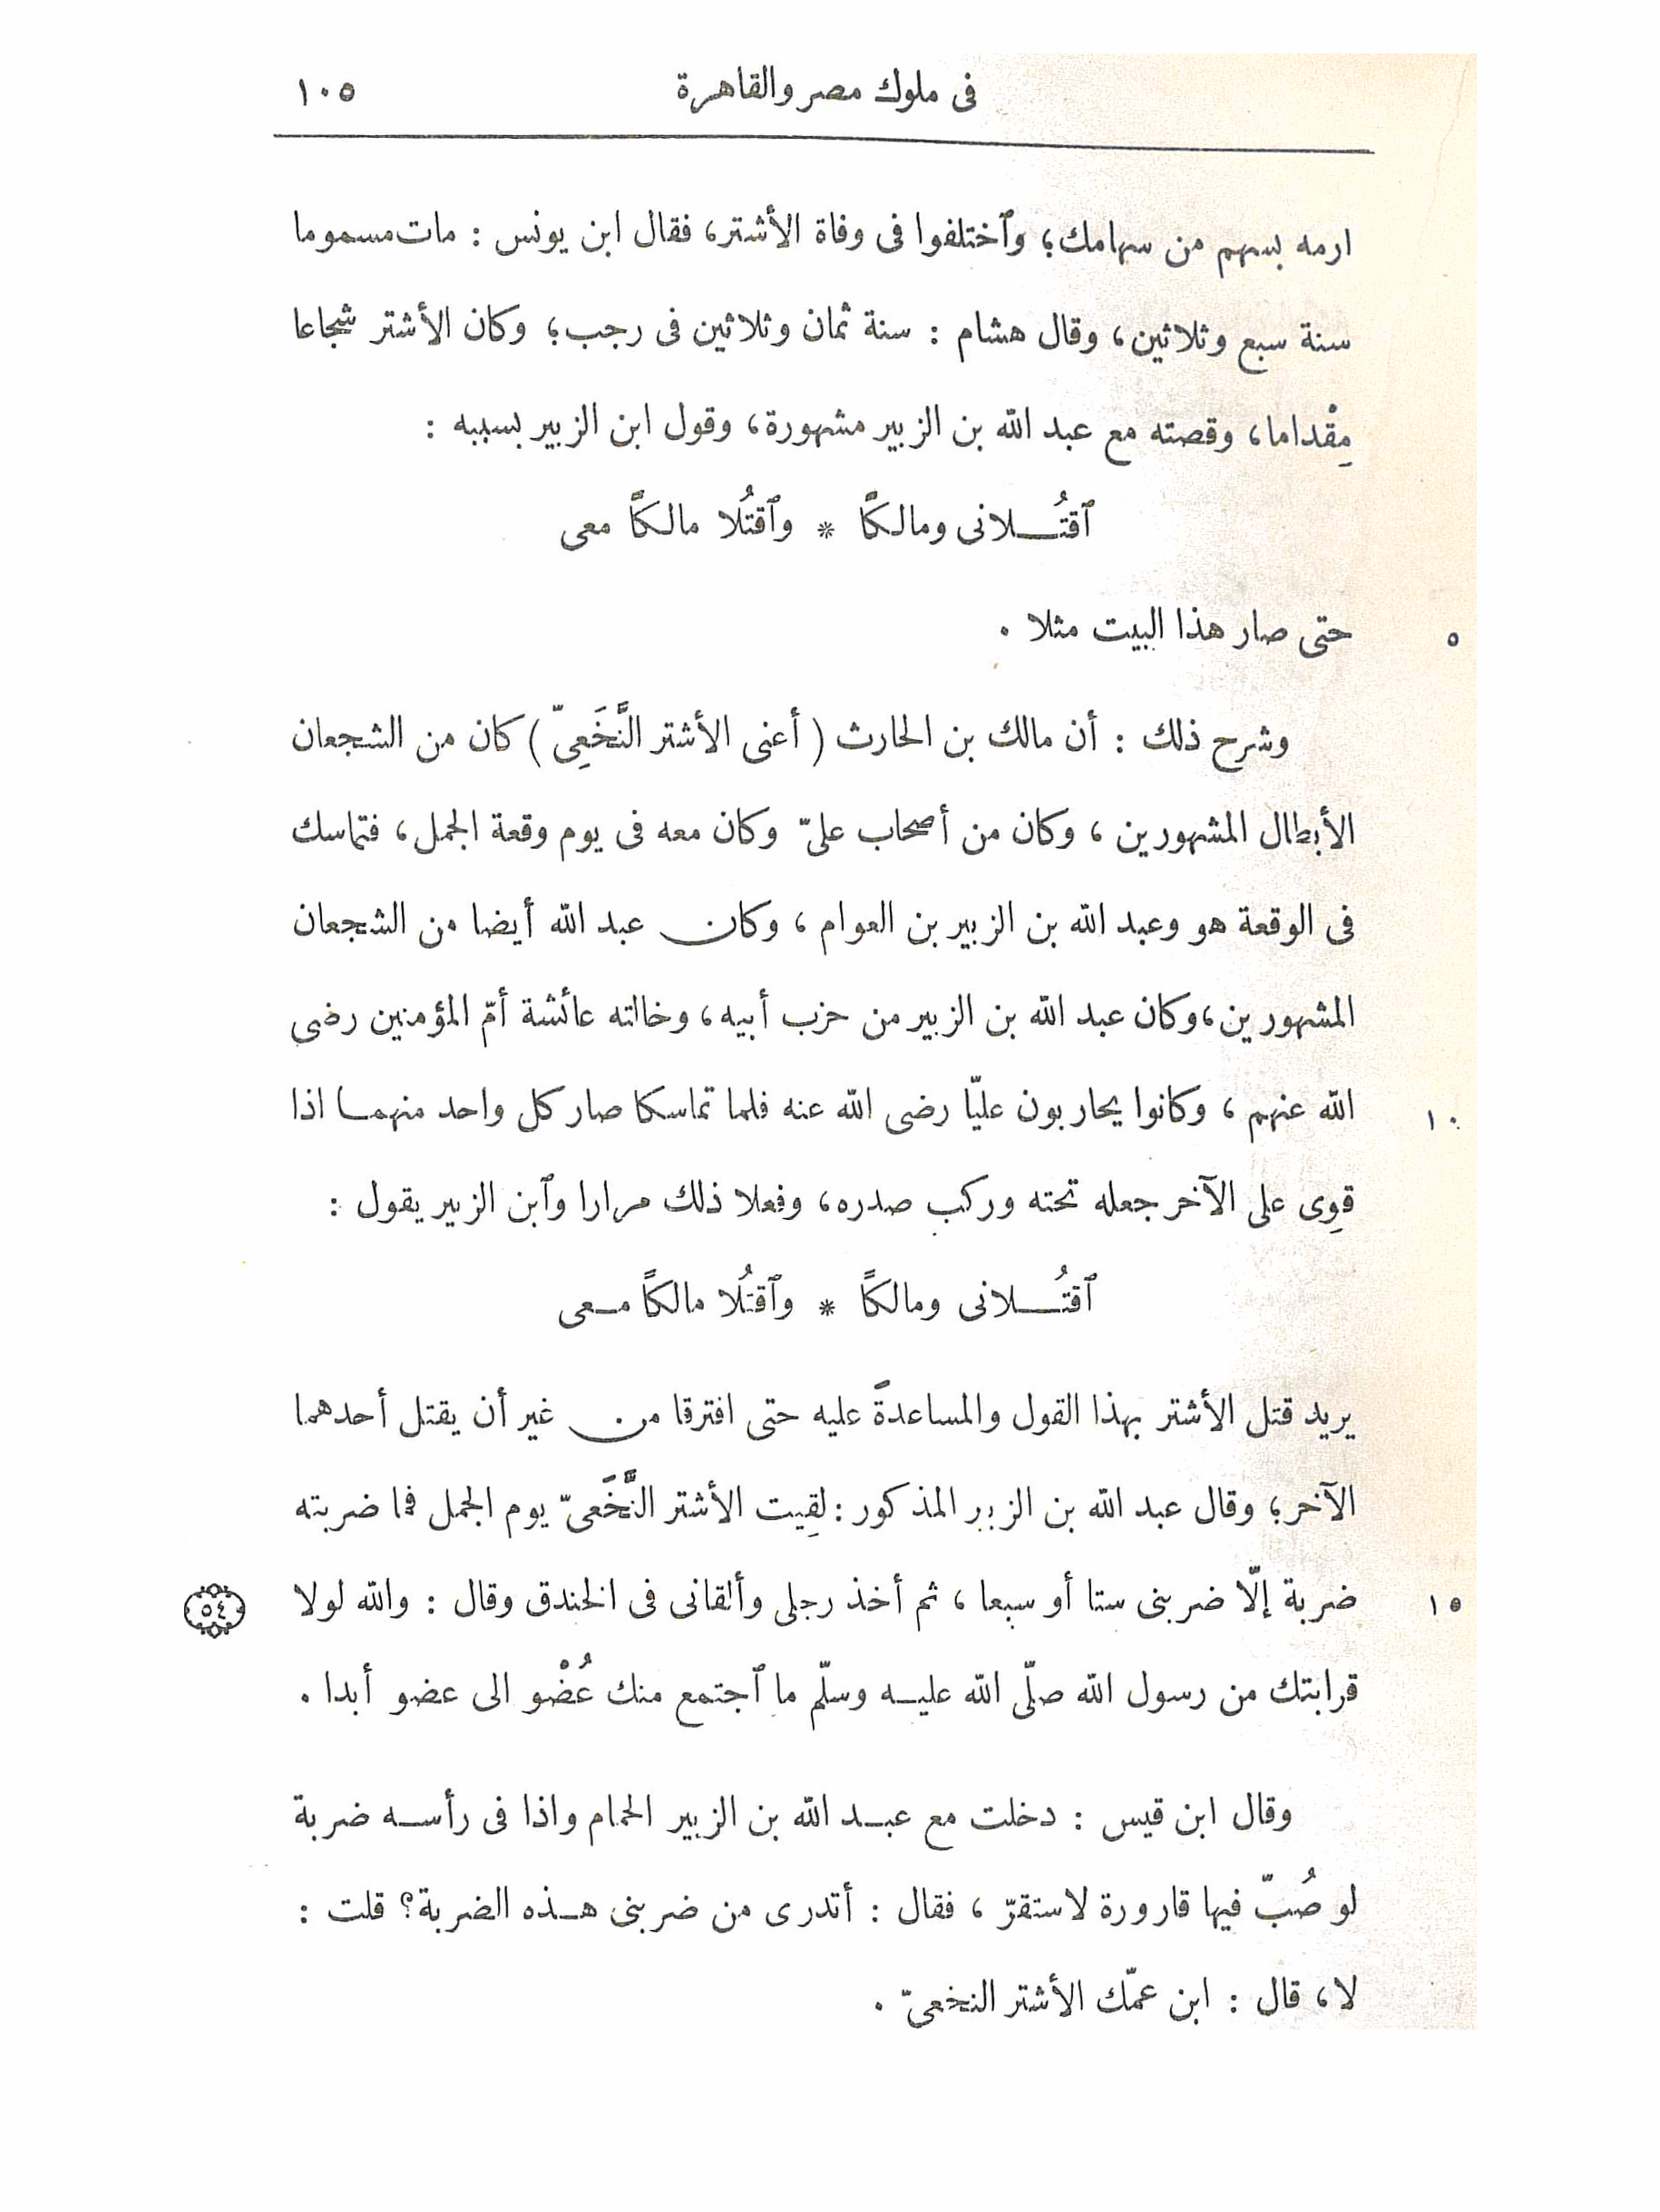 فى ملوك مصر والقاهرة ١٠٥
ارمه بسهم من سهامك؛ وٱختلفوا فى وفاة الأشتر، فقال ابن يونس : مات مسموما
سنة سبع وثلاثين، وقال هشام : سنة ثمان وثلاثين فى رجب؛ وكان الأشتر شجاعا
مِقْداما، وقصته مع عبد الله بن الزبير مشهورة، وقول ابن الزبير بسببه :
ٱقتُـلانى ومالكًا * وٱقتُلا مالكًا معى
حتى صار هذا البيت مثلا . ٥
وشرح ذلك : أن مالك بن الحارث ( أعنى الأشتر النَّخَعِىّ ) كان من الشجعان
الأبطال المشهورين ، وكان من أصحاب علىّ وكان معه فى يوم وقعة الجمل، فتماسك
فى الوقعة هو وعبد الله بن الزبير بن العوام ، وكان عبد الله أيضا من الشجعان
المشهورين، وكان عبد الله بن الزبير من حزب أبيه، وخالته عائشة أمّ المؤمنين رضى
الله عنهم ، وكانوا يحاربون عليّا رضى الله عنه فلما تماسكا صار كل واحد منهما اذا ١٠
قوِى على الآخر جعله تحته وركب صدره، وفعلا ذلك مرارا وٱبن الزبير يقول :
ٱقتُـلانى ومالكًا * وٱقتُلا مالكًا مـعى
يريد قتل الأشتر بهذا القول والمساعدةَ عليه حتى افترقا من غير أن يقتل أحدهما
الآخر؛ وقال عبد الله بن الزبير المذكور : لقِيت الأشتر النَّخَعىّ يوم الجمل فما ضربته
ضربة إلّا ضربنى ستا أو سبعا ، ثم أخذ رجلى وألقانى فى الخندق وقال : والله لولا ١٥ ٥٤
قرابتك من رسول الله صلّى الله عليـه وسلّم ما ٱجتمع منك عُضْو الى عضو أبدا .
وقال ابن قيس : دخلت مع عبـد الله بن الزبير الحمام واذا فى رأسـه ضربة
لو صُبّ فيها قارورة لاستقرّ ، فقال : أتدرى من ضربنى هـذه الضربة؟ قلت :
لا، قال : ابن عمّك الأشتر النخعىّ .